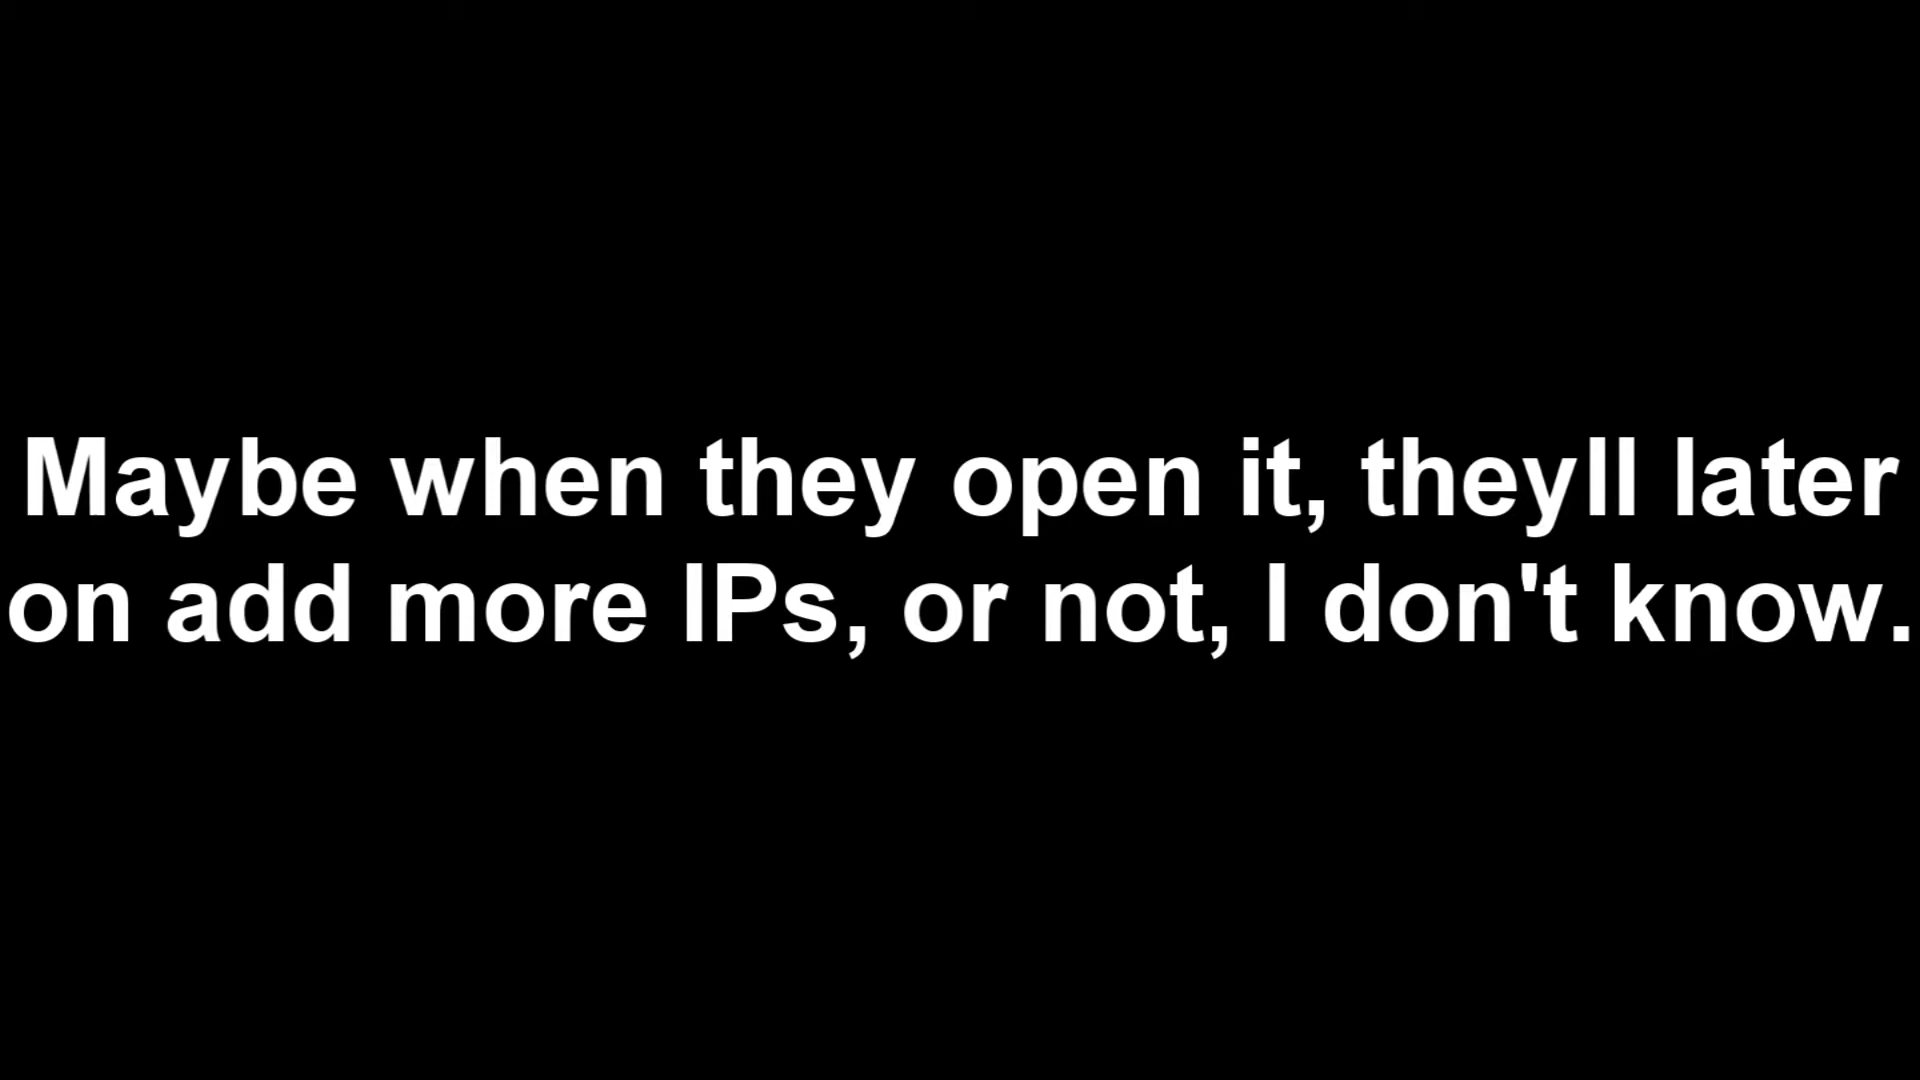 Maybe when they open it, theyll later
on add more IPs, or not, I don't know.